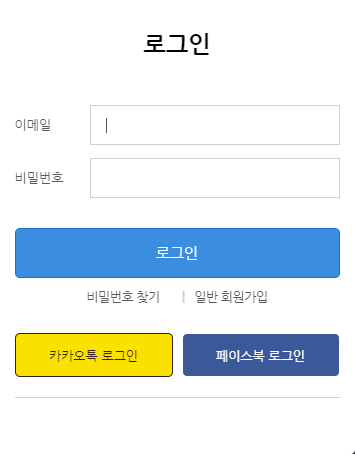 로그인
이메일
비밀번호
로그인
비밀번호 찾기 | 일반 회원가입
카카오톡 로그인 페이스북 로그인